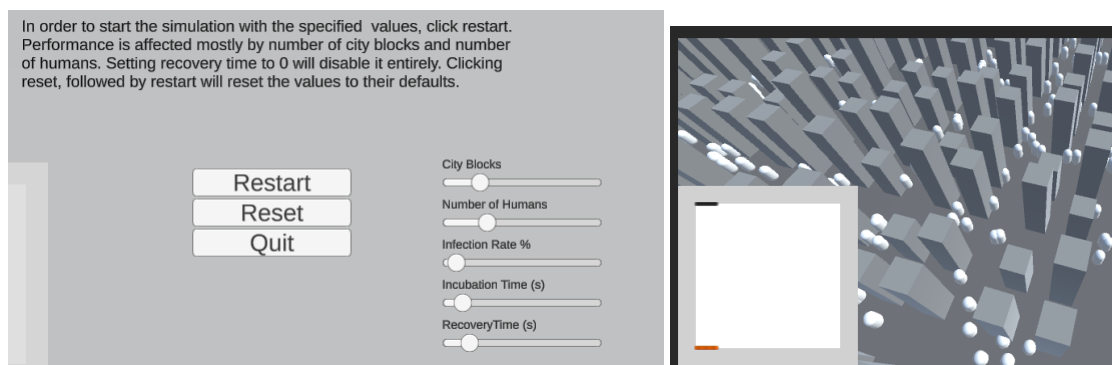 In order to start the simulation with the specified  values, click restart.
Performance is affected mostly by number of city blocks and number
of humans. Setting recovery time to 0 will disable it entirely. Clicking
reset, followed by restart will reset the values to their defaults.
Restart
Reset
Quit
City Blocks
Number of Humans
Infection Rate %
Incubation Time (s)
RecoveryTime (s)